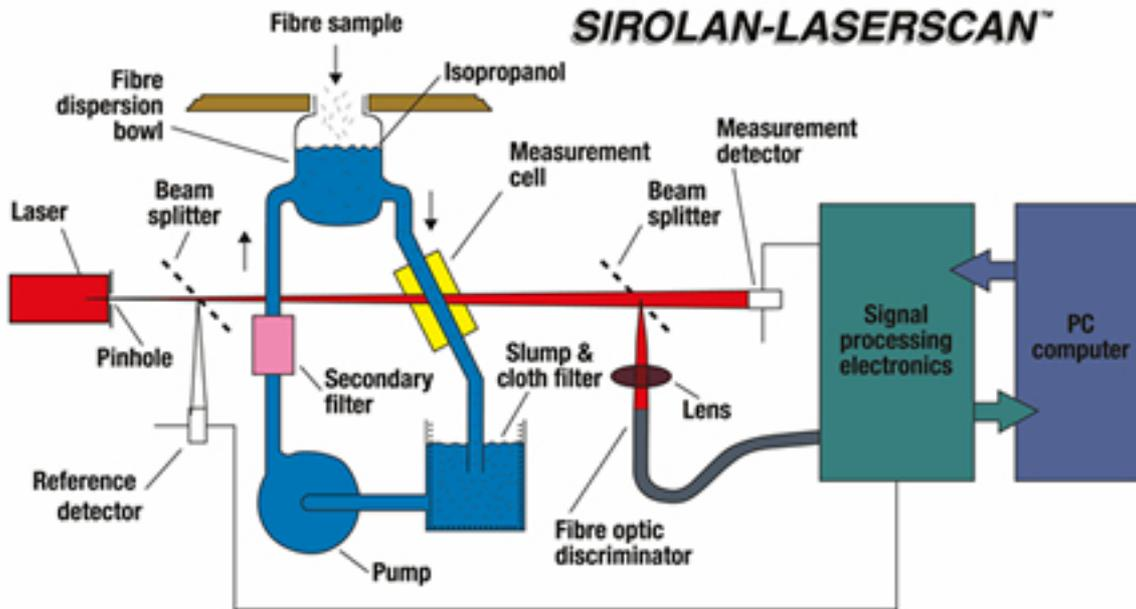 SIROLAN-LASERSCAN™
Fibre sample
Isopropanol
Fibre
dispersion
bowl
Measurement
cell
Measurement
detector
Beam
splitter
Beam
splitter
Laser
Pinhole
Secondary
filter
Slump &
cloth filter
Lens
Signal
processing
electronics
PC
computer
Reference
detector
Pump
Fibre optic
discriminator